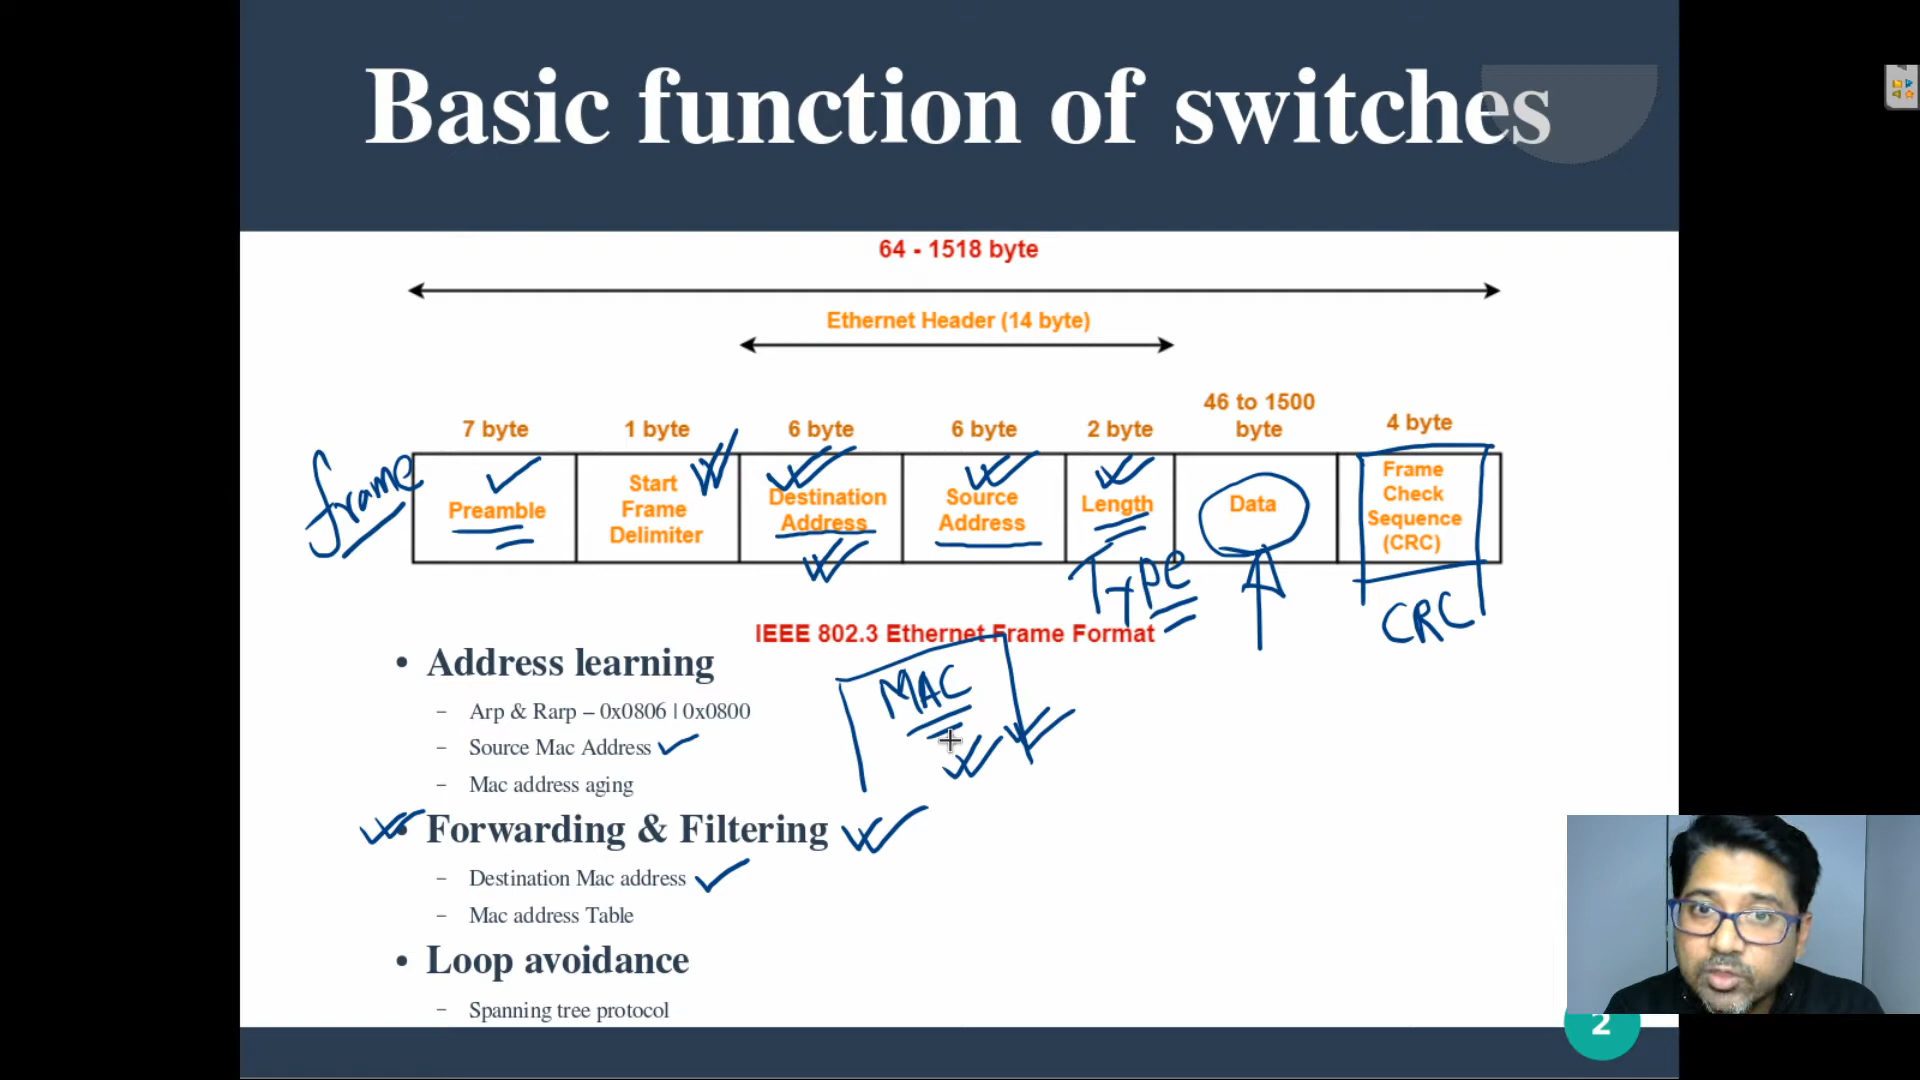 Basic function of switches
64 - 1518 byte
Ethernet Header (14 byte)
7 byte
1 byte
6 byte
6 byte
2 byte
46 to 1500
byte
4 byte
frame
Preamble
Start
Frame
Delimiter
Destination
Address
Source
Address
Length
Type
Data
Frame
Check
Sequence
(CRC)
CRC
IEEE 802.3 Ethernet Frame Format
MAC
• Address learning
– Arp & Rarp – 0x0806 | 0x0800
– Source Mac Address
– Mac address aging
• Forwarding & Filtering
– Destination Mac address
– Mac address Table
• Loop avoidance
– Spanning tree protocol
2